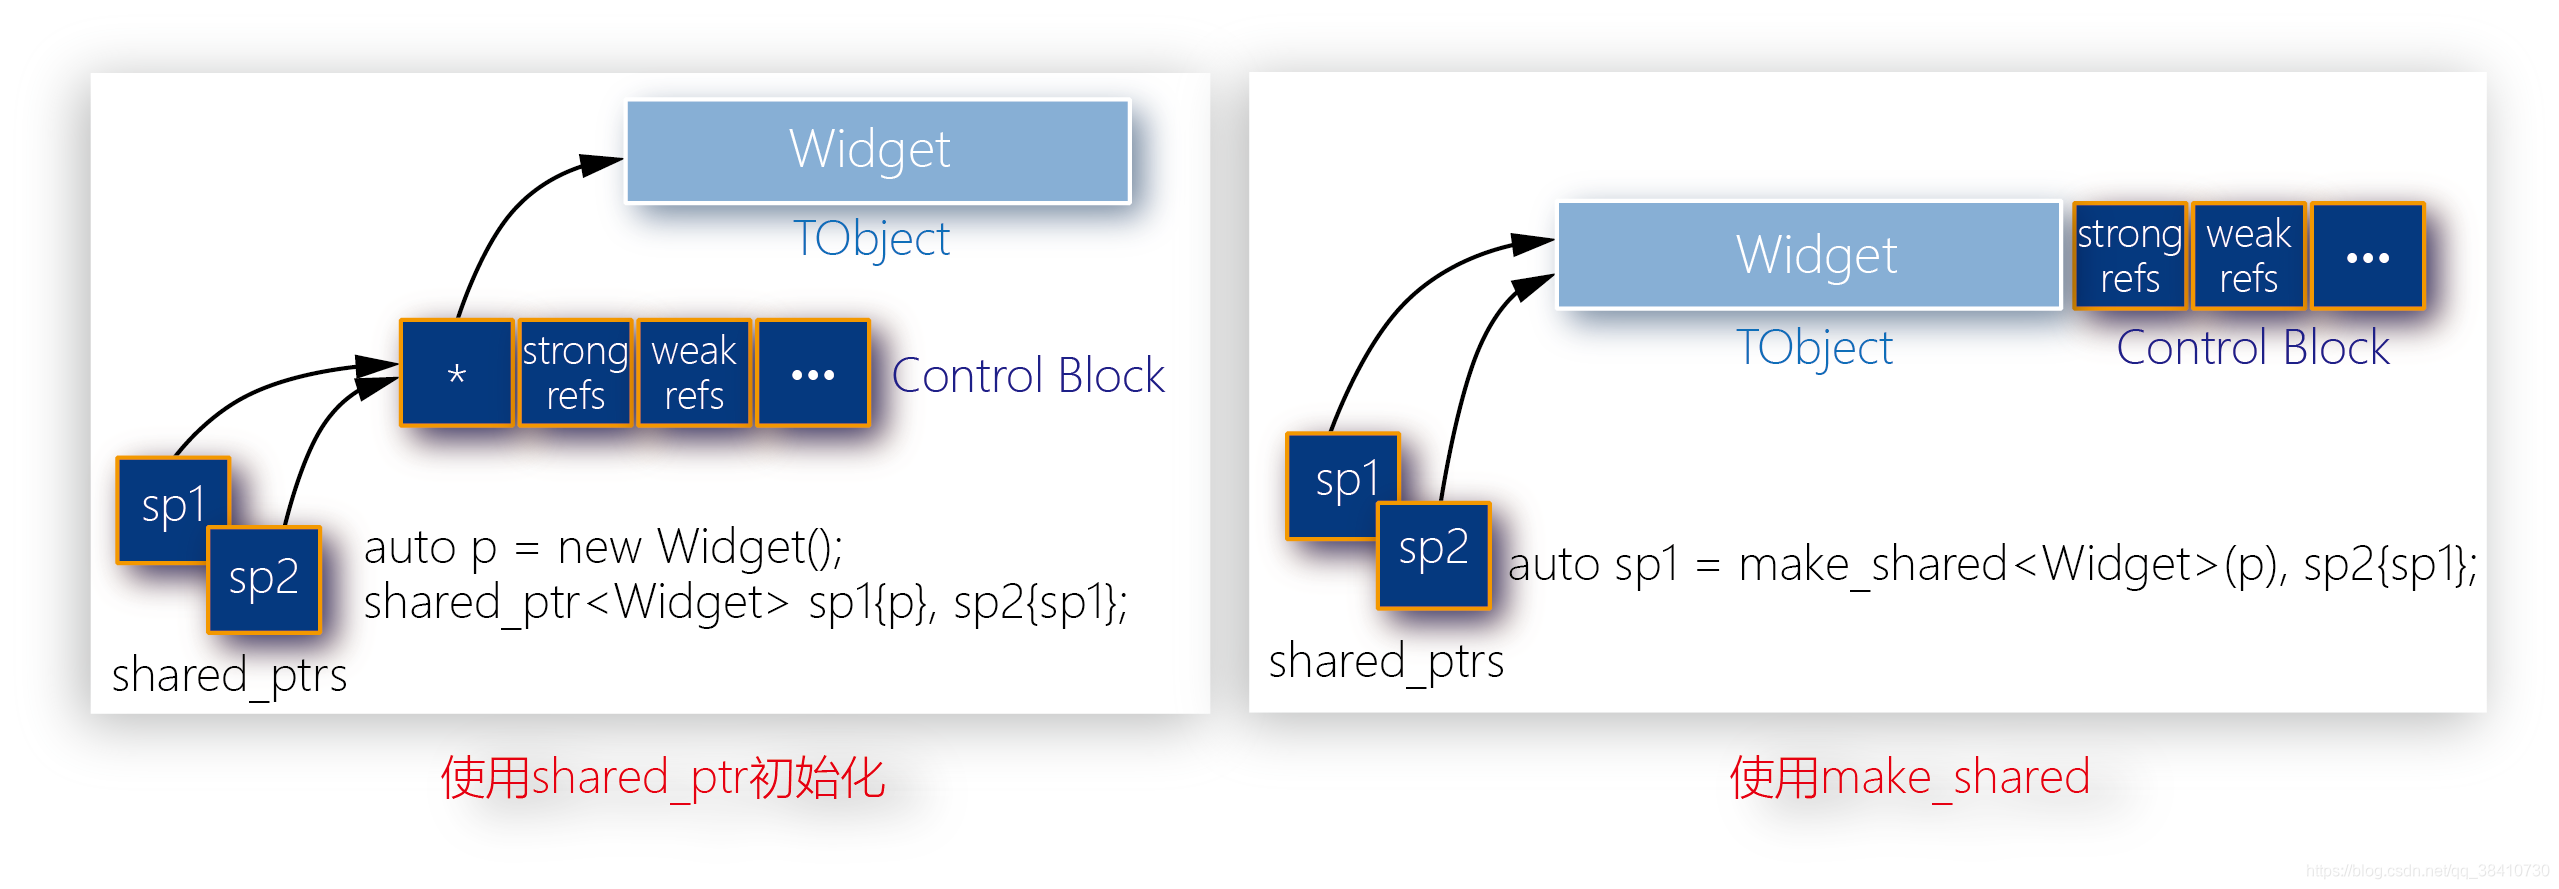 Widget
TObject
*
strong
refs
weak
refs
•••
Control Block
sp1
sp2
auto p = new Widget();
shared_ptr<Widget> sp1{p}, sp2{sp1};
shared_ptrs
使用shared_ptr初始化
Widget
strong
refs
weak
refs
•••
TObject
Control Block
sp1
sp2
auto sp1 = make_shared<Widget>(p), sp2{sp1};
shared_ptrs
使用make_shared
https://blog.csdn.net/qq_38410730